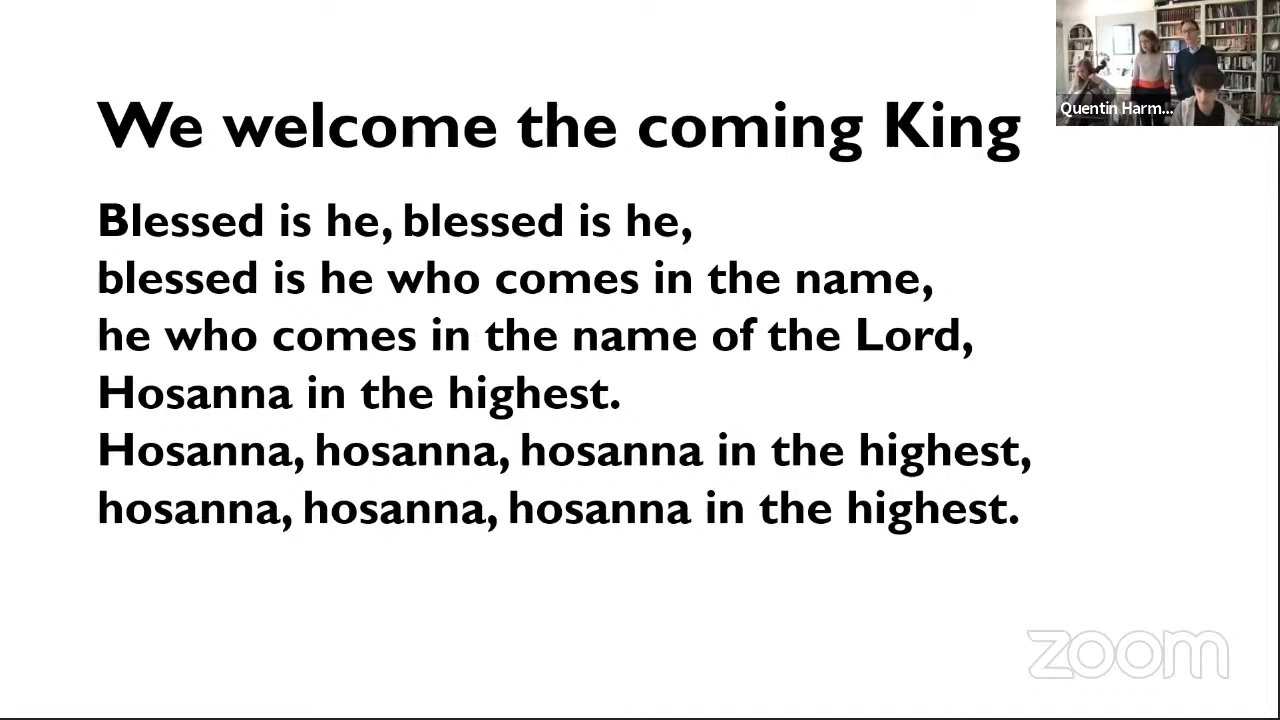 We welcome the coming King
Quentin Harm...
Blessed is he, blessed is he,
blessed is he who comes in the name,
he who comes in the name of the Lord,
Hosanna in the highest.
Hosanna, hosanna, hosanna in the highest,
hosanna, hosanna, hosanna in the highest.
zoom